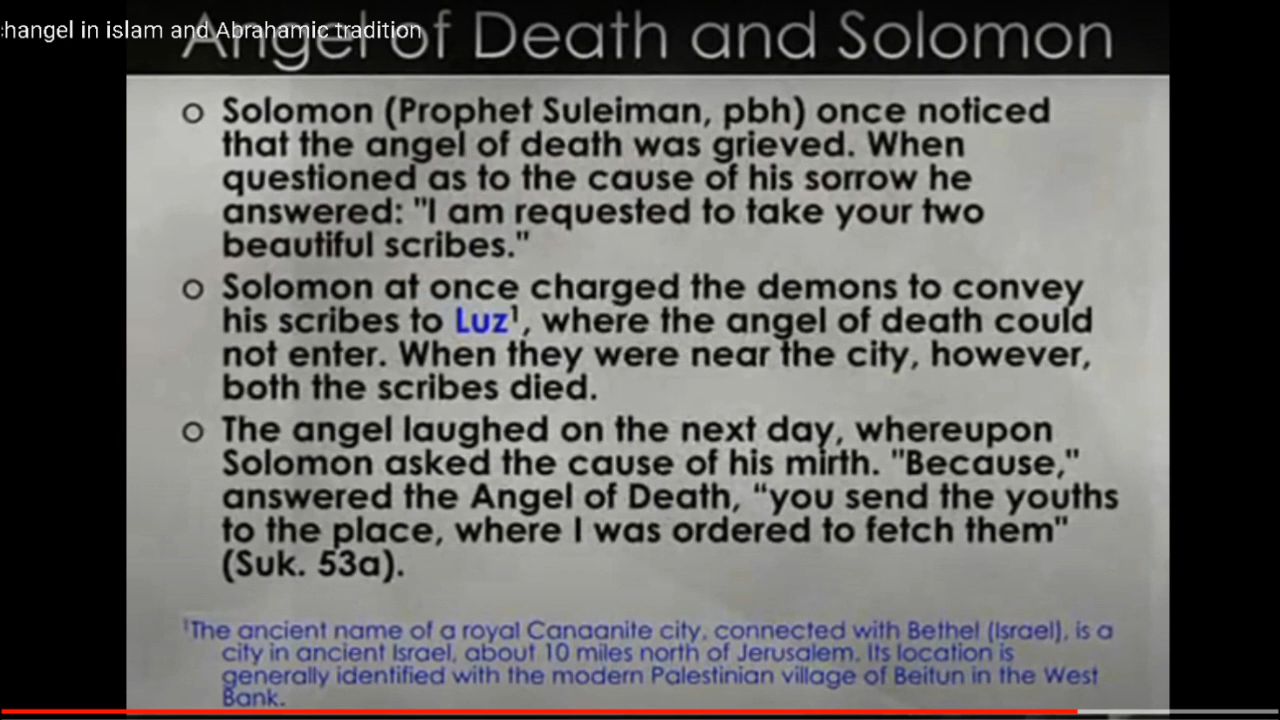 hangel in islam and Abrahamic tradition
Angel of Death and Solomon
o Solomon (Prophet Suleiman, pbh) once noticed
that the angel of death was grieved. When
questioned as to the cause of his sorrow he
answered: "I am requested to take your two
beautiful scribes."
o Solomon at once charged the demons to convey
his scribes to Luz¹, where the angel of death could
not enter. When they were near the city, however,
both the scribes died.
o The angel laughed on the next day, whereupon
Solomon asked the cause of his mirth. "Because,"
answered the Angel of Death, “you send the youths
to the place, where I was ordered to fetch them"
(Suk. 53a).
¹The ancient name of a royal Canaanite city, connected with Bethel (Israel), is a
city in ancient Israel, about 10 miles north of Jerusalem. Its location is
generally identified with the modern Palestinian village of Beitun in the West
Bank.